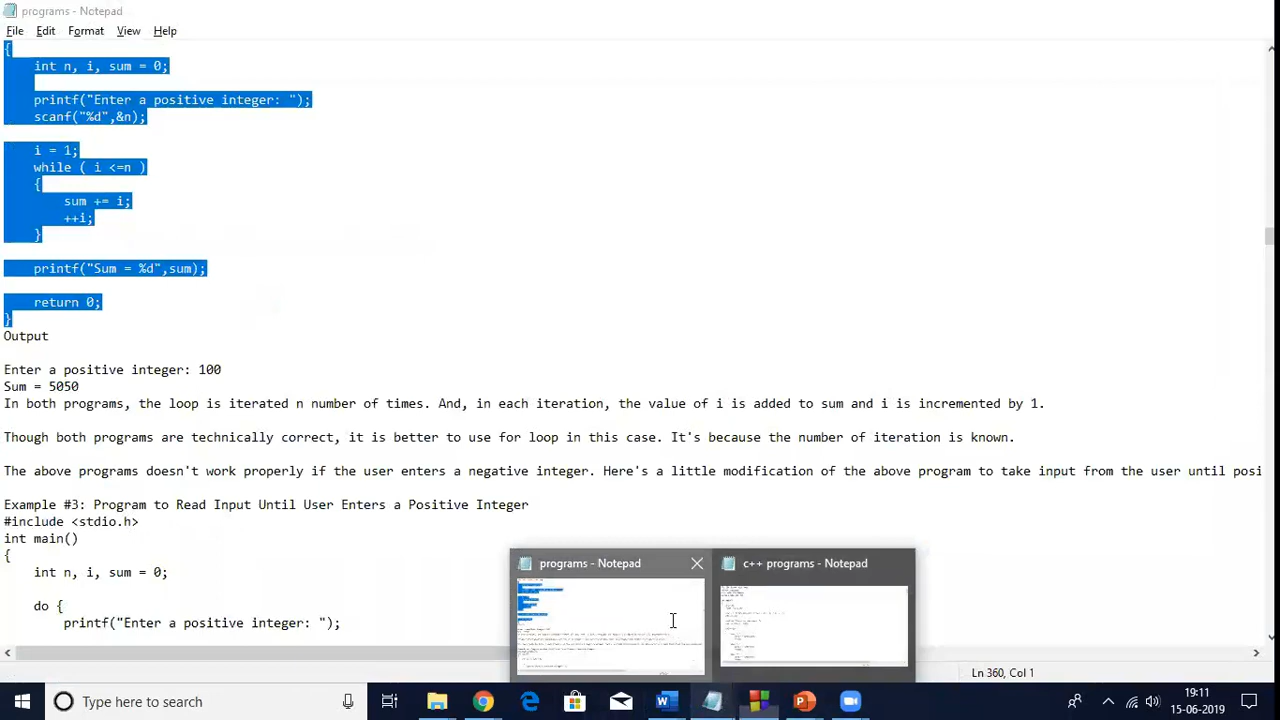 programs - Notepad
File Edit Format View Help
{
int n, i, sum = 0;
printf("Enter a positive integer: ");
scanf("%d",&n);
i = 1;
while ( i <=n )
{
sum += i;
++i;
}
printf("Sum = %d",sum);
return 0;
}
Output
Enter a positive integer: 100
Sum = 5050
In both programs, the loop is iterated n number of times. And, in each iteration, the value of i is added to sum and i is incremented by 1.
Though both programs are technically correct, it is better to use for loop in this case. It's because the number of iteration is known.
The above programs doesn't work properly if the user enters a negative integer. Here's a little modification of the above program to take input from the user until posi
Example #3: Program to Read Input Until User Enters a Positive Integer
#include <stdio.h>
int main()
{
int n, i, sum = 0;
do {
printf("Enter a positive integer: ");
programs - Notepad
c++ programs - Notepad
Ln 360, Col 1
Type here to search
19:11
15-06-2019